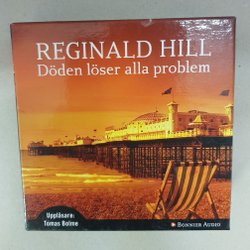 REGINALD HILL
Döden löser alla problem
Uppläsare:
Tomas Bolme
BONNIER AUDIO